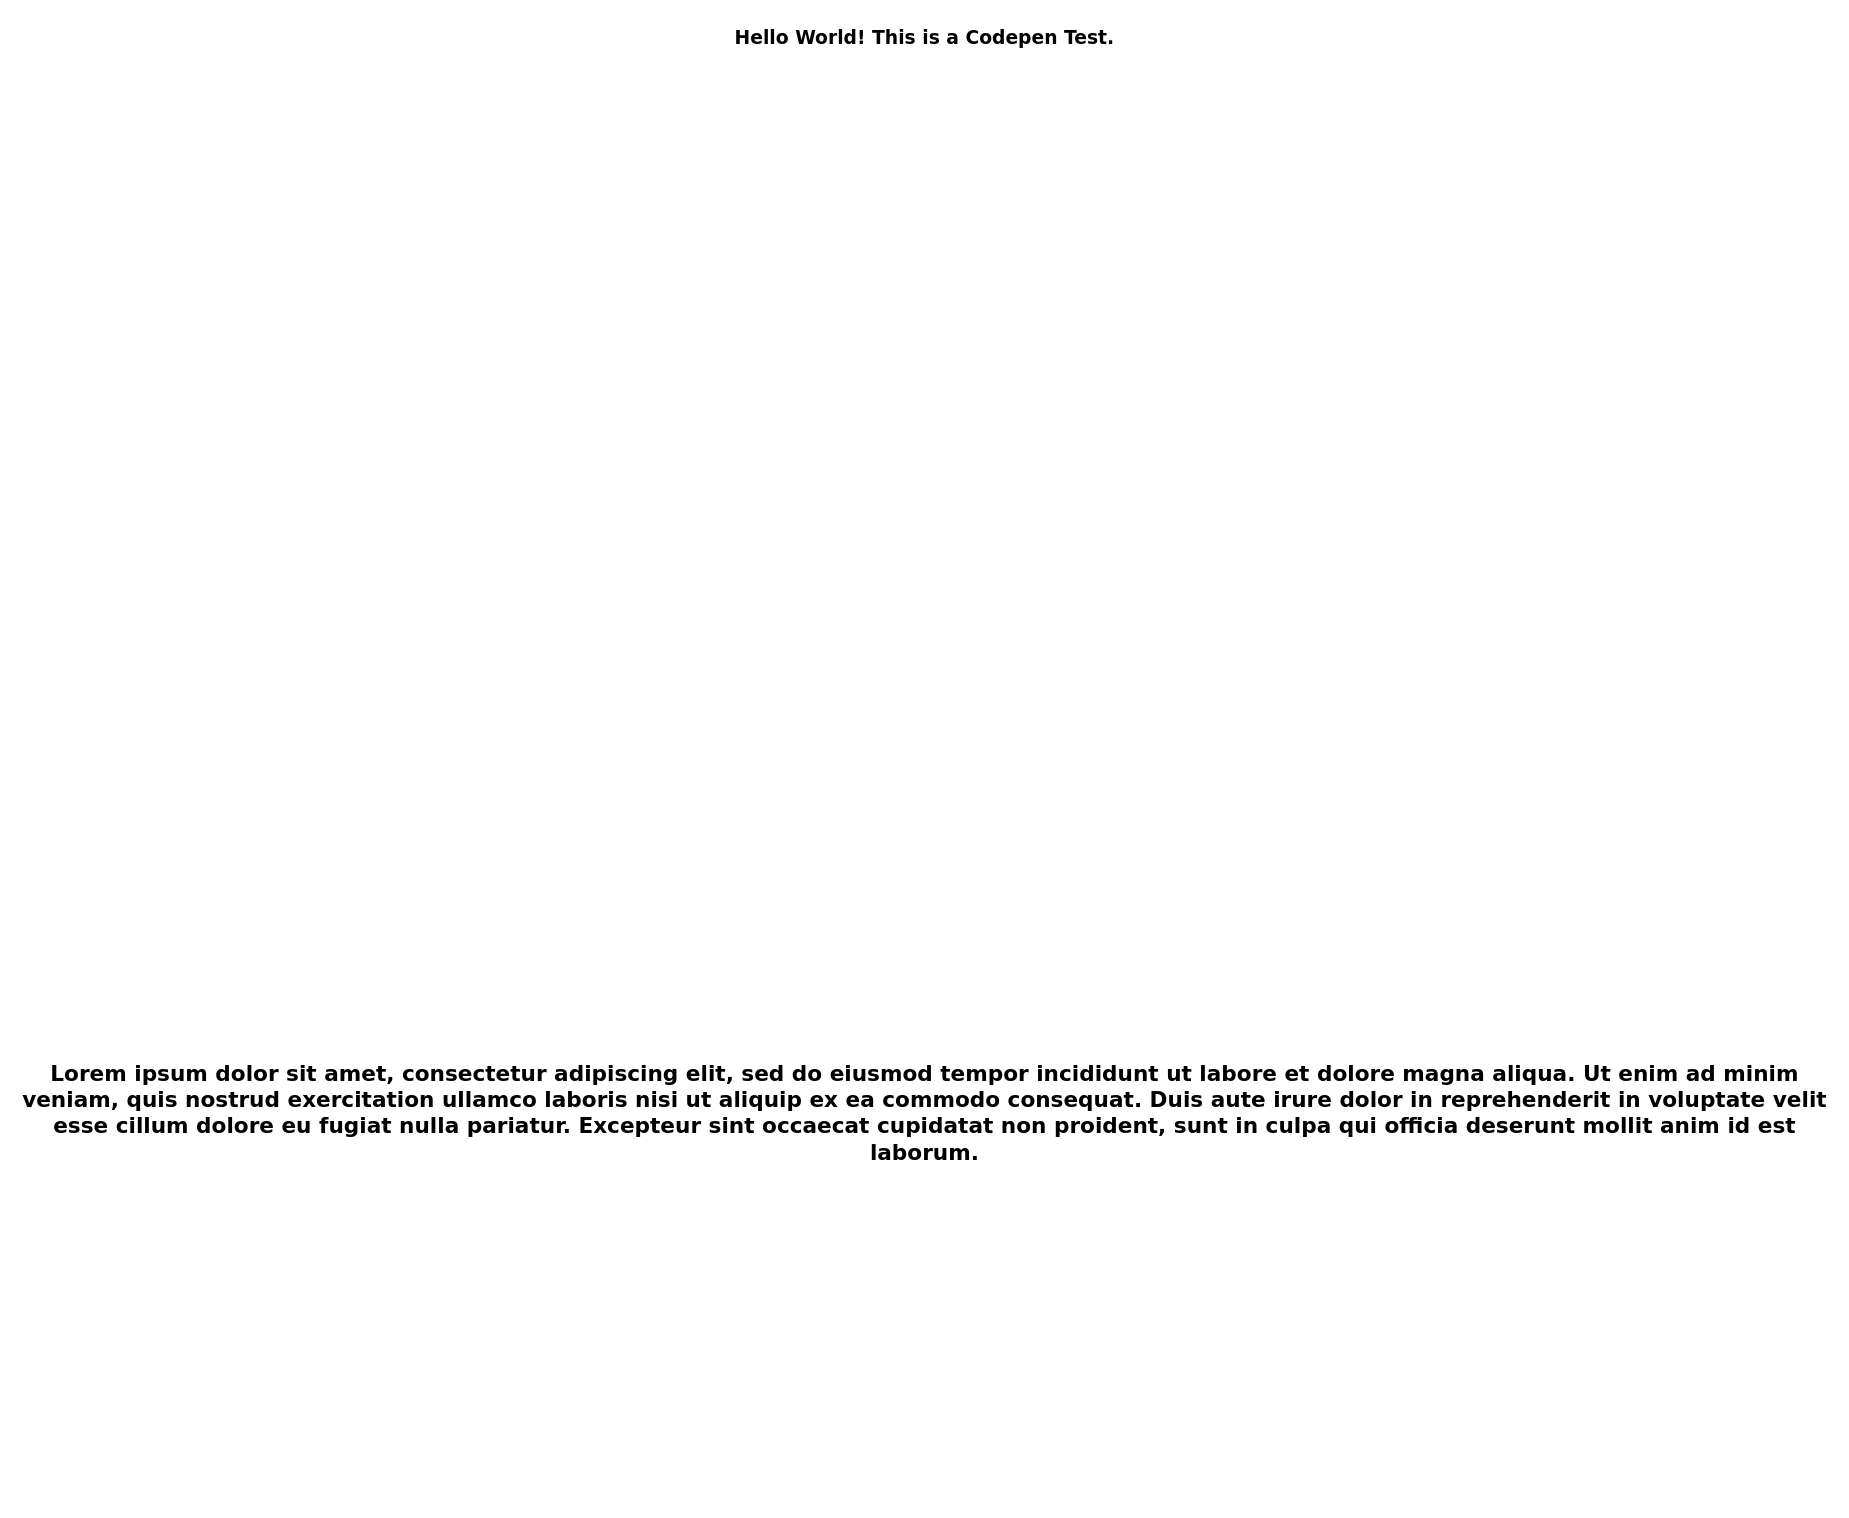 Hello World! This is a Codepen Test.
Lorem ipsum dolor sit amet, consectetur adipiscing elit, sed do eiusmod tempor incididunt ut labore et dolore magna aliqua. Ut enim ad minim
veniam, quis nostrud exercitation ullamco laboris nisi ut aliquip ex ea commodo consequat. Duis aute irure dolor in reprehenderit in voluptate velit
esse cillum dolore eu fugiat nulla pariatur. Excepteur sint occaecat cupidatat non proident, sunt in culpa qui officia deserunt mollit anim id est
laborum.